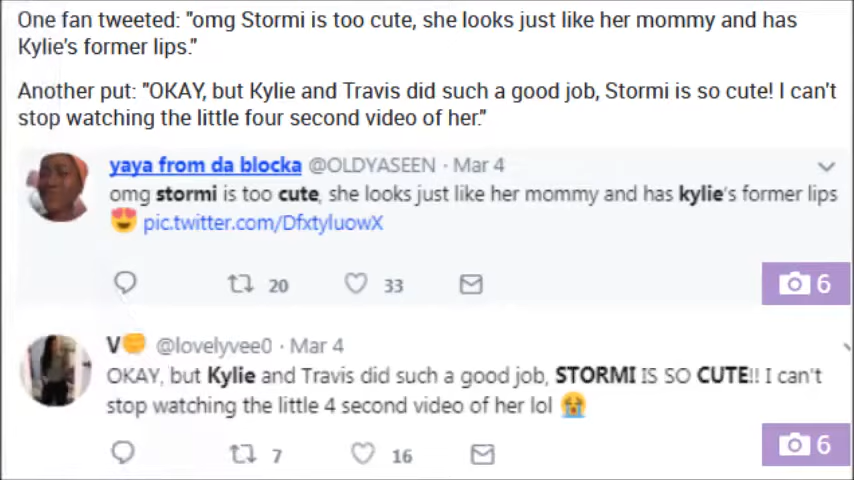 One fan tweeted: "omg Stormi is too cute, she looks just like her mommy and has
Kylie's former lips."
Another put: "OKAY, but Kylie and Travis did such a good job, Stormi is so cute! I can't
stop watching the little four second video of her."
yaya from da blocka @OLDYASEEN · Mar 4
omg stormi is too cute, she looks just like her mommy and has kylie's former lips
😍 pic.twitter.com/DfxtyluowX
20 33
6
V @lovelyvee0 · Mar 4
OKAY, but Kylie and Travis did such a good job, STORMI IS SO CUTE!! I can't
stop watching the little 4 second video of her lol 😭
7 16
6